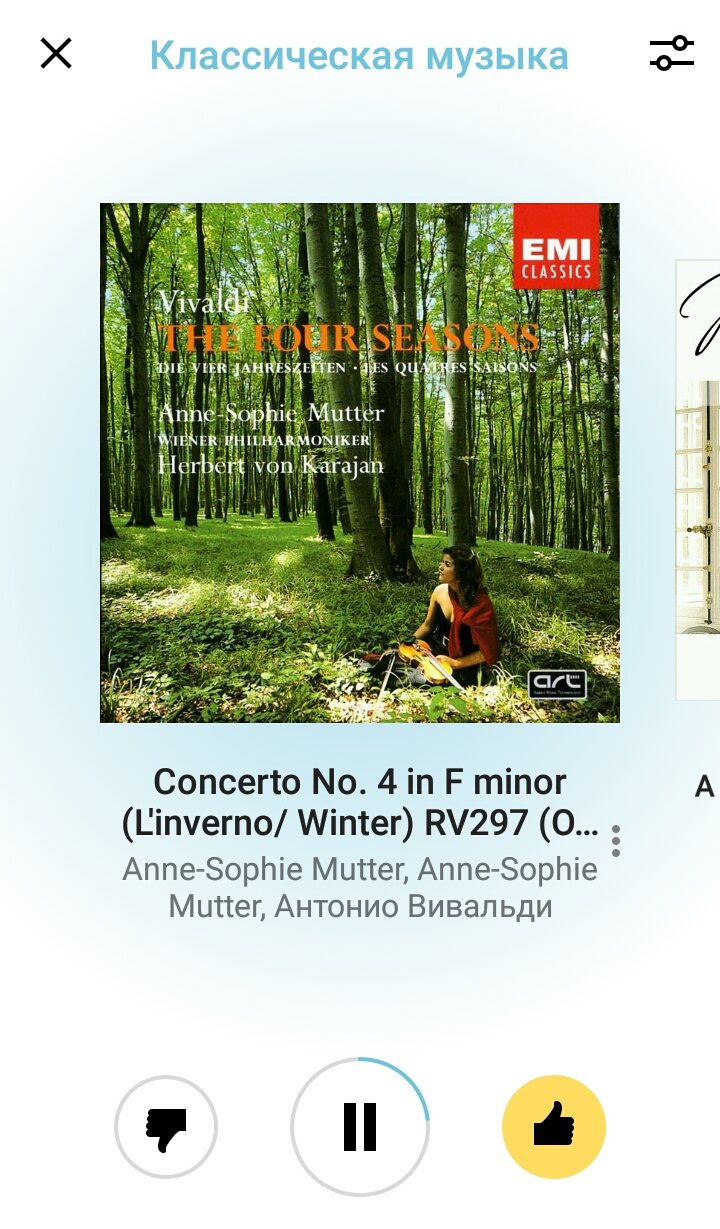 Классическая музыка
EMI
CLASSICS
Vivaldi
THE FOUR SEASONS
DIE VIER JAHRESZEITEN · LES QUATRES SAISONS
Anne-Sophie Mutter
WIENER PHILHARMONIKER
Herbert von Karajan
art
Concerto No. 4 in F minor
(L'inverno/ Winter) RV297 (O...
Anne-Sophie Mutter, Anne-Sophie
Mutter, Антонио Вивальди
A